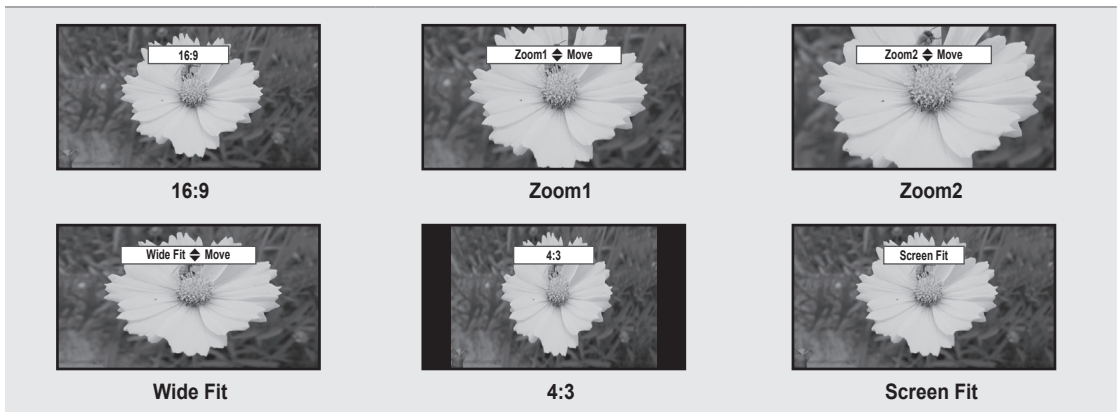 16:9
Zoom1 ⬘ Move
Zoom2 ⬘ Move
16:9
Zoom1
Zoom2
Wide Fit ⬘ Move
4:3
Screen Fit
Wide Fit
4:3
Screen Fit